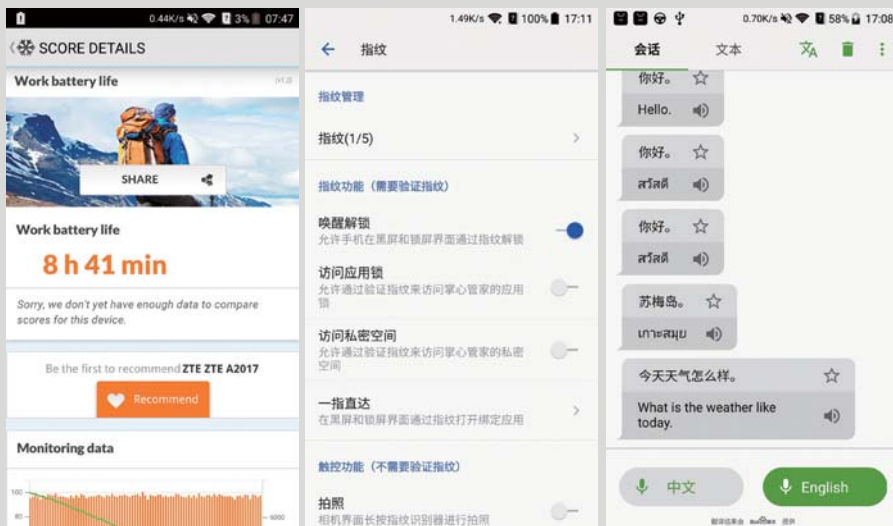 0.44K/s 3% 07:47
SCORE DETAILS
Work battery life
SHARE
Work battery life
8 h 41 min
Sorry, we don't yet have enough data to compare
scores for this device.
Be the first to recommend ZTE ZTE A2017
Recommend
Monitoring data
100
80
6000
1.49K/s 100% 17:11
指纹
指纹管理
指纹(1/5)
指纹功能（需要验证指纹）
唤醒解锁
允许手机在黑屏和锁屏界面通过指纹解锁
访问应用锁
允许通过验证指纹来访问掌心管家的应用
锁
访问私密空间
允许通过验证指纹来访问掌心管家的私密
空间
一指直达
在黑屏和锁屏界面通过指纹打开绑定应用
触控功能（不需要验证指纹）
拍照
相机界面长按指纹识别器进行拍照
0.70K/s 58% 17:08
会话 文本
你好。
Hello.
你好。
สวัสดี
你好。
สวัสดี
苏梅岛。
เกาะสมุย
今天天气怎么样。
What is the weather like
today.
中文 English
翻译结果由 提供